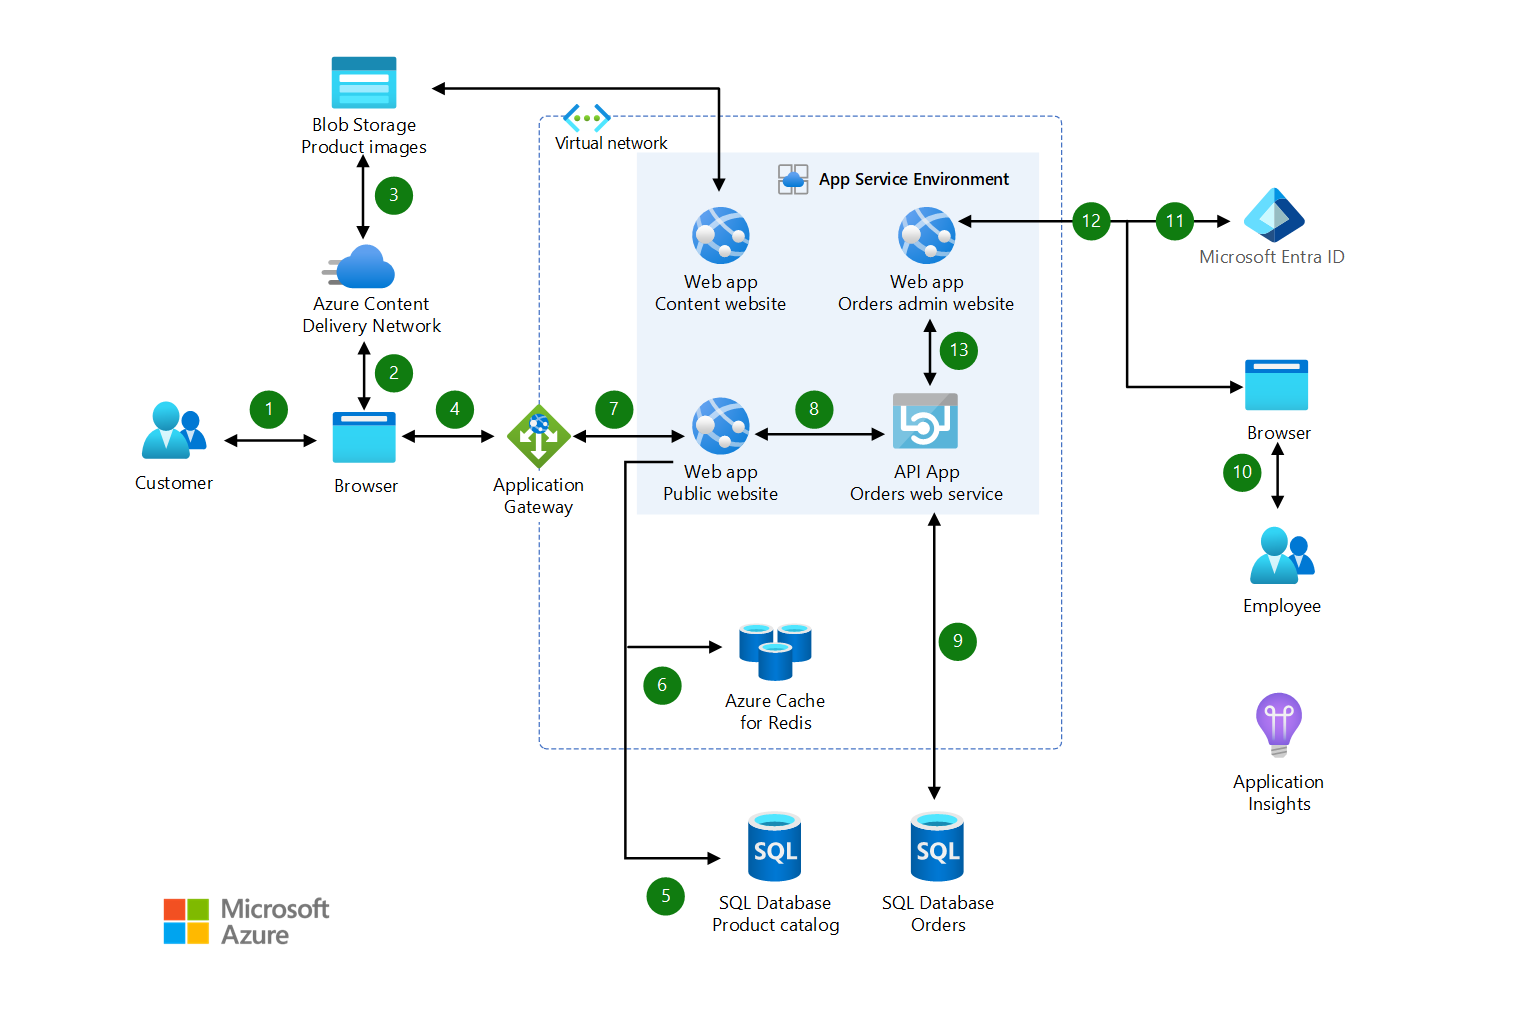 Blob Storage
Product images
3
Azure Content
Delivery Network
2
1
4
Customer
Browser
Application
Gateway
Virtual network
App Service Environment
Web app
Content website
Web app
Orders admin website
13
7
8
Web app
Public website
API App
Orders web service
12
11
Microsoft Entra ID
Browser
10
Employee
6
Azure Cache
for Redis
9
5
SQL
SQL Database
Product catalog
SQL
SQL Database
Orders
Application
Insights
Microsoft
Azure